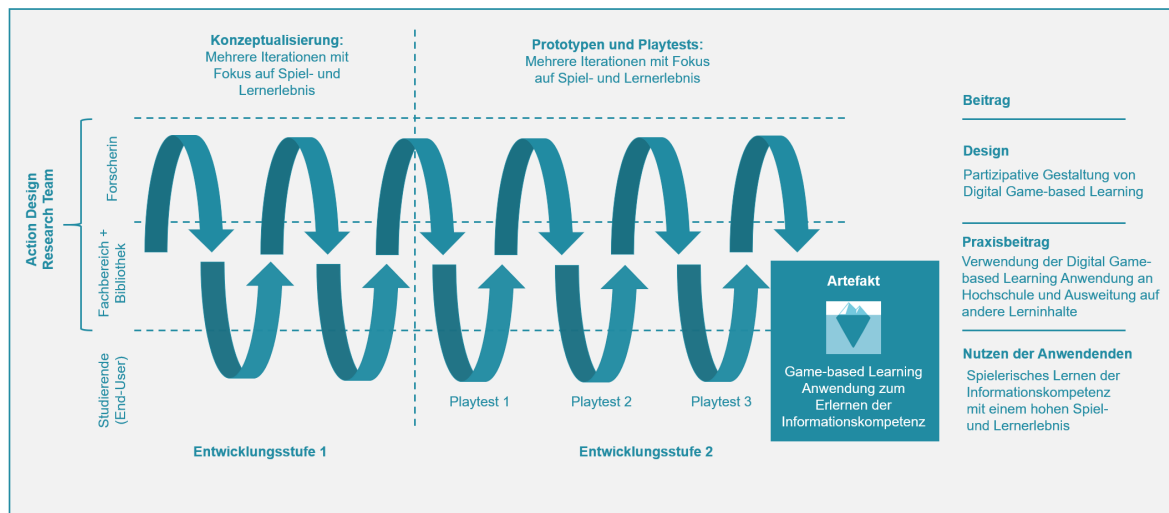 Konzeptualisierung:
Mehrere Iterationen mit
Fokus auf Spiel- und
Lernerlebnis
Prototypen und Playtests:
Mehrere Iterationen mit Fokus
auf Spiel- und Lernerlebnis
Action Design
Research Team
Forscherin
Fachbereich +
Bibliothek
Studierende
(End-User)
Playtest 1
Playtest 2
Playtest 3
Entwicklungsstufe 1
Entwicklungsstufe 2
Artefakt
Game-based Learning
Anwendung zum
Erlernen der
Informationskompetenz
Beitrag
Design
Partizipative Gestaltung von
Digital Game-based Learning
Praxisbeitrag
Verwendung der Digital Game-
based Learning Anwendung an
Hochschule und Ausweitung auf
andere Lerninhalte
Nutzen der Anwendenden
Spielerisches Lernen der
Informationskompetenz
mit einem hohen Spiel-
und Lernerlebnis